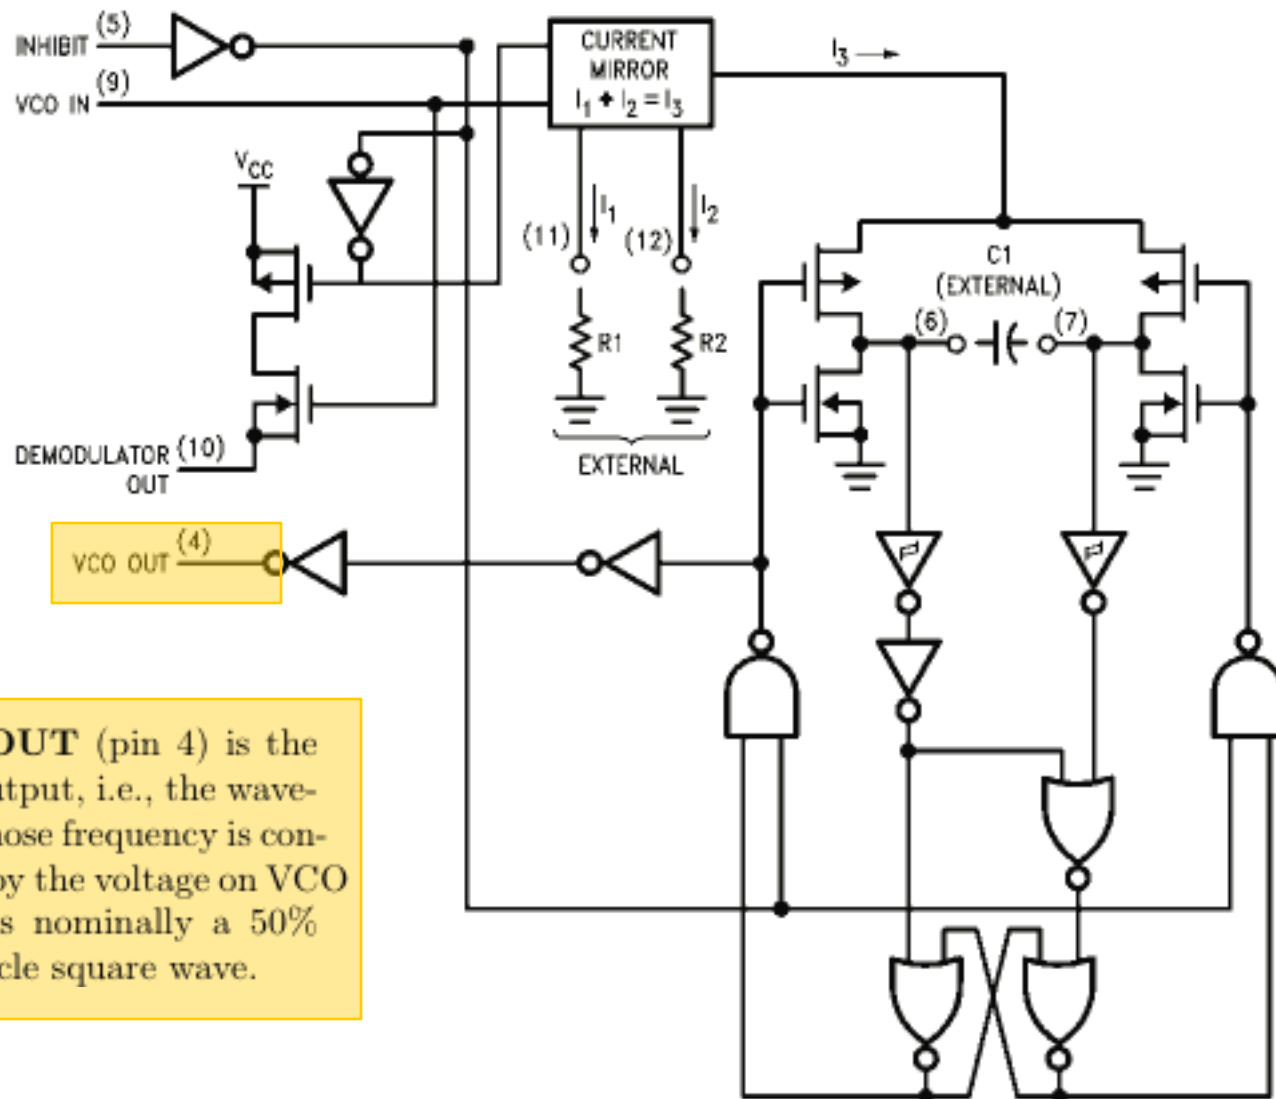 INHIBIT (5)
VCO IN (9)
CURRENT
MIRROR
I1 + I2 = I3
I3
VCC
I1
I2
(11)
(12)
R1
R2
EXTERNAL
C1
(EXTERNAL)
(6)
(7)
DEMODULATOR (10)
OUT
VCO OUT (4)
OUT (pin 4) is the
utput, i.e., the wave-
ose frequency is con-
by the voltage on VCO
s nominally a 50%
cle square wave.